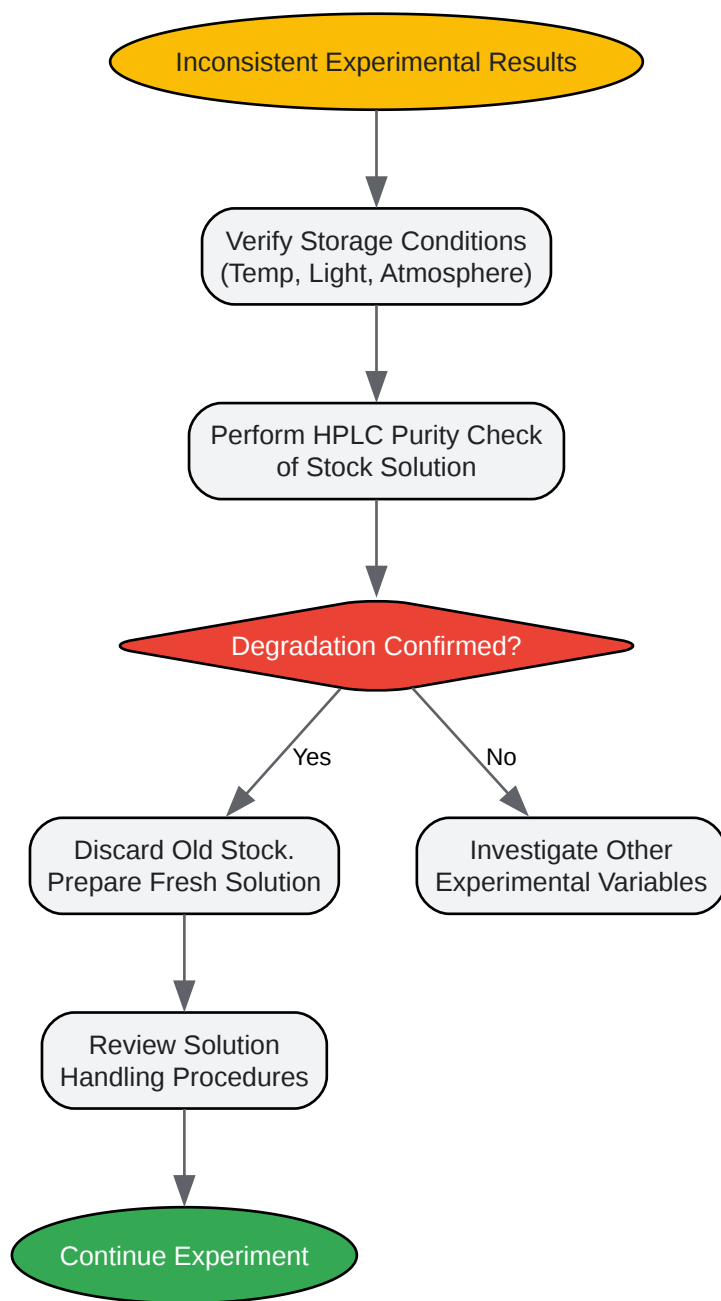 Inconsistent Experimental Results
Verify Storage Conditions
(Temp, Light, Atmosphere)
Perform HPLC Purity Check
of Stock Solution
Degradation Confirmed?
Yes
No
Discard Old Stock.
Prepare Fresh Solution
Investigate Other
Experimental Variables
Review Solution
Handling Procedures
Continue Experiment